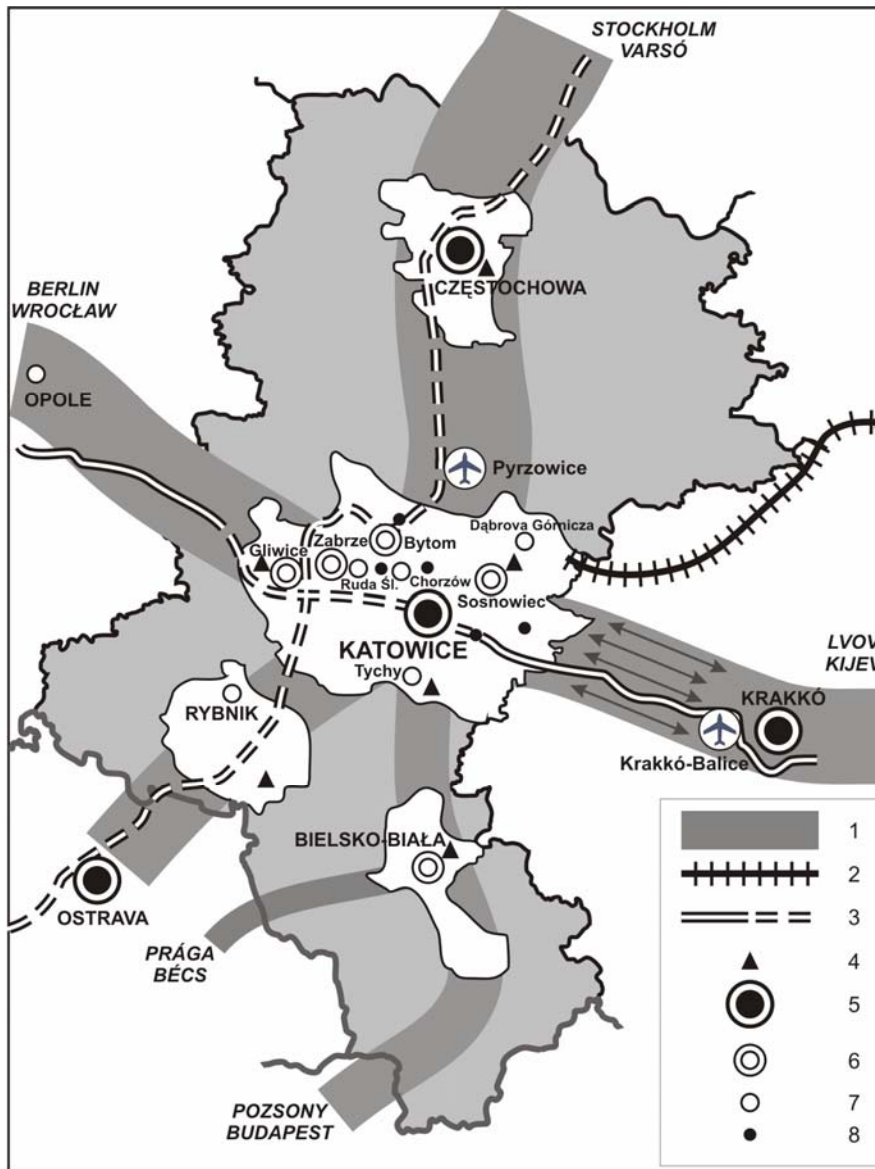 STOCKHOLM
VARSÓ
CZĘSTOCHOWA
BERLIN
WROCŁAW
OPOLE
Pyrzowice
Dąbrova Górnicza
Gliwice
Zabrze
Bytom
Ruda Śl.
Chorzów
Sosnowiec
KATOWICE
Tychy
LVOV
KIJEV
KRAKKÓ
Krakkó-Balice
RYBNIK
BIELSKO-BIAŁA
OSTRAVA
PRÁGA
BÉCS
POZSONY
BUDAPEST
1
2
3
4
5
6
7
8